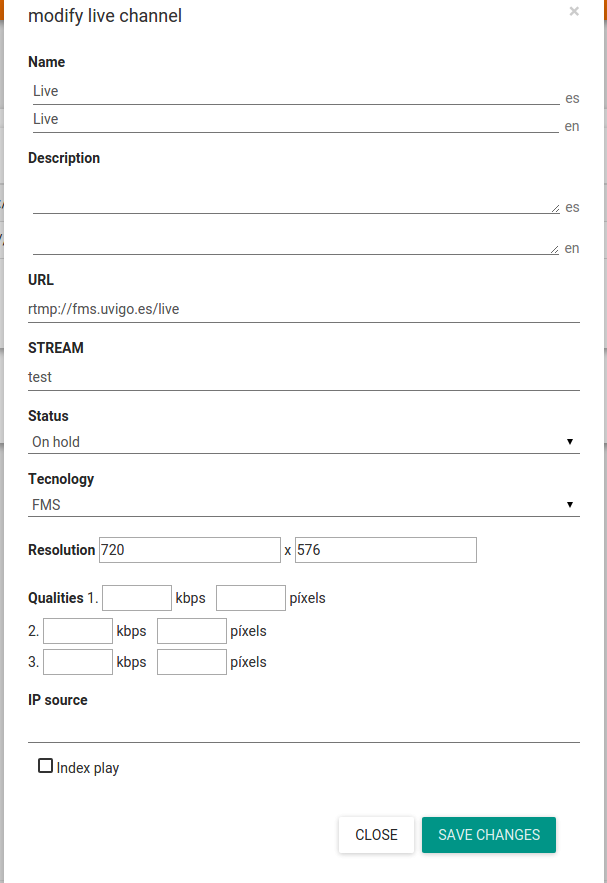 modify live channel ×
Name
Live es
Live en
Description
es
en
URL
rtmp://fms.uvigo.es/live
STREAM
test
Status
On hold
Tecnology
FMS
Resolution 720 x 576
Qualities 1. kbps píxels
2. kbps píxels
3. kbps píxels
IP source
Index play
CLOSE SAVE CHANGES